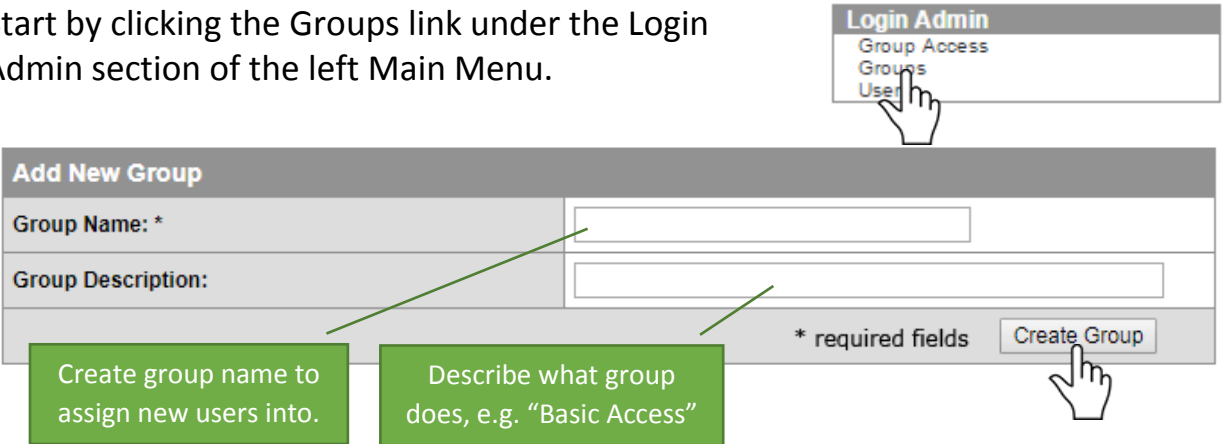 tart by clicking the Groups link under the Login
Admin section of the left Main Menu.
Login Admin
Group Access
Groups
User
Add New Group
Group Name: *
Group Description:
* required fields
Create Group
Create group name to
assign new users into.
Describe what group
does, e.g. “Basic Access”